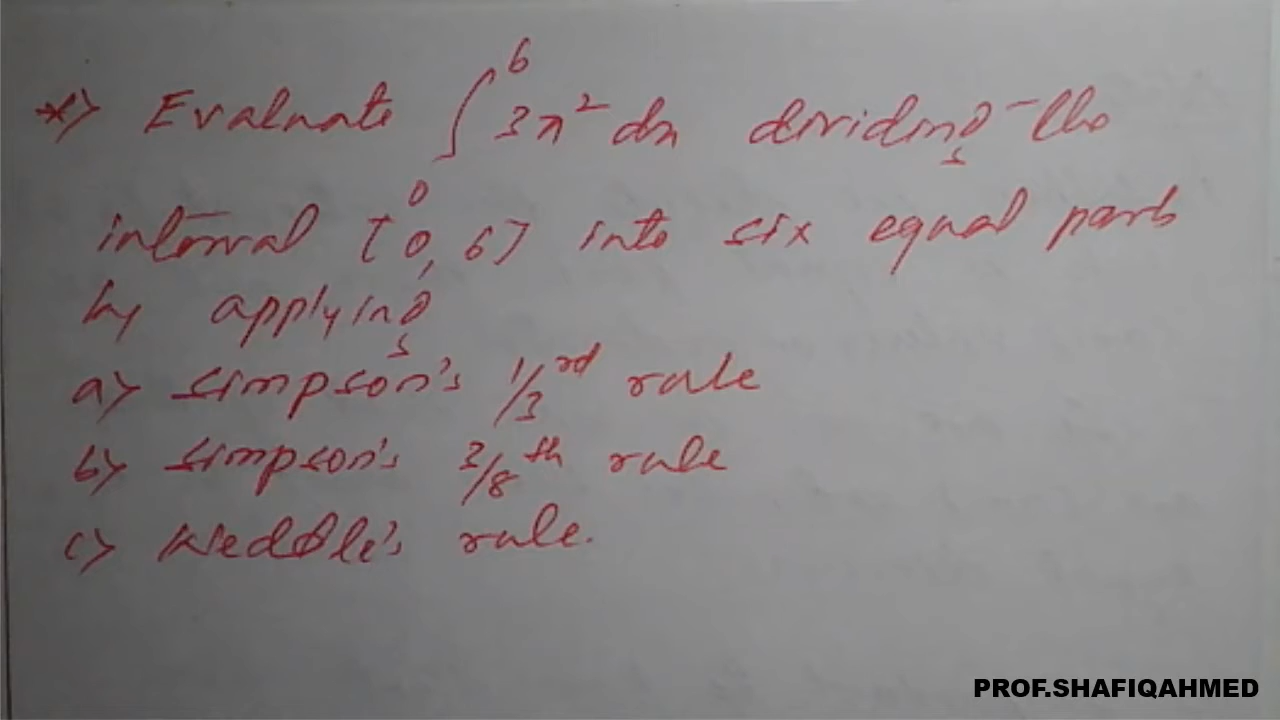 *) Evaluate ∫₀⁶ 3x² dx dividing the
interval [0, 6] into six equal parts
by applying
a) Simpson's 1/3rd rule
b) Simpson's 3/8th rule
c) Weddle's rule.
PROF.SHAFIQAHMED